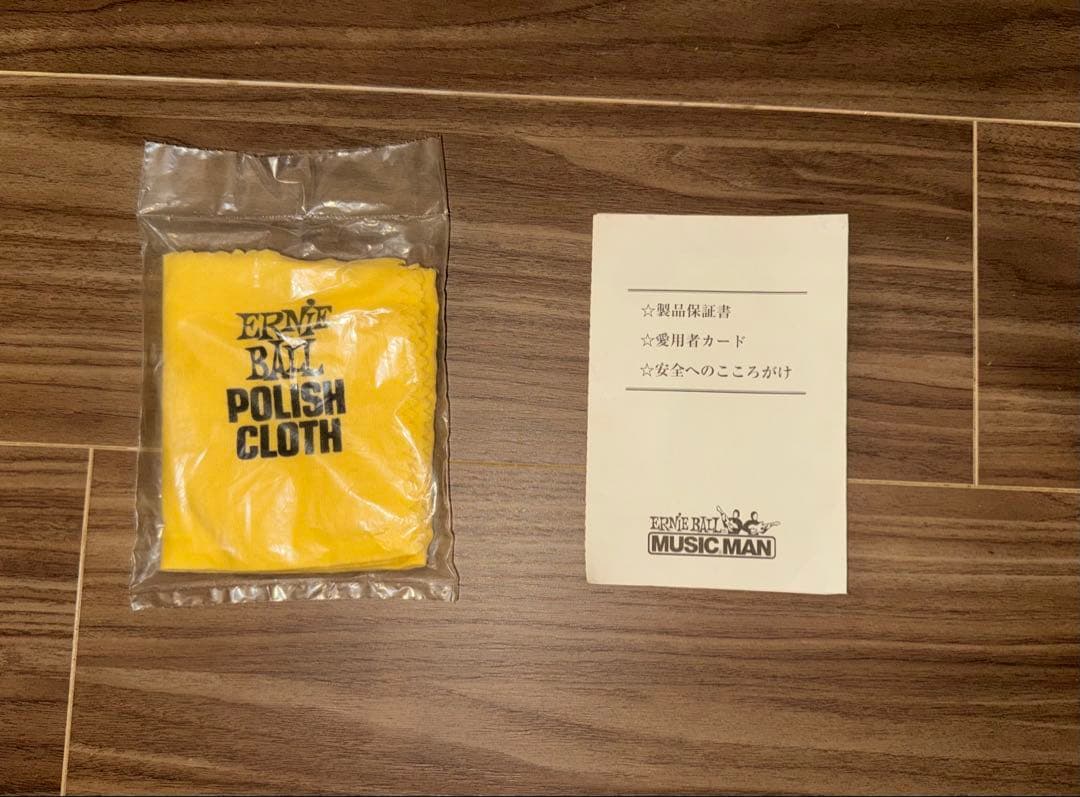 ERNIE
BALL
POLISH
CLOTH
☆製品保証書
☆愛用者カード
☆安全へのこころがけ
ERNIE BALL
MUSIC MAN